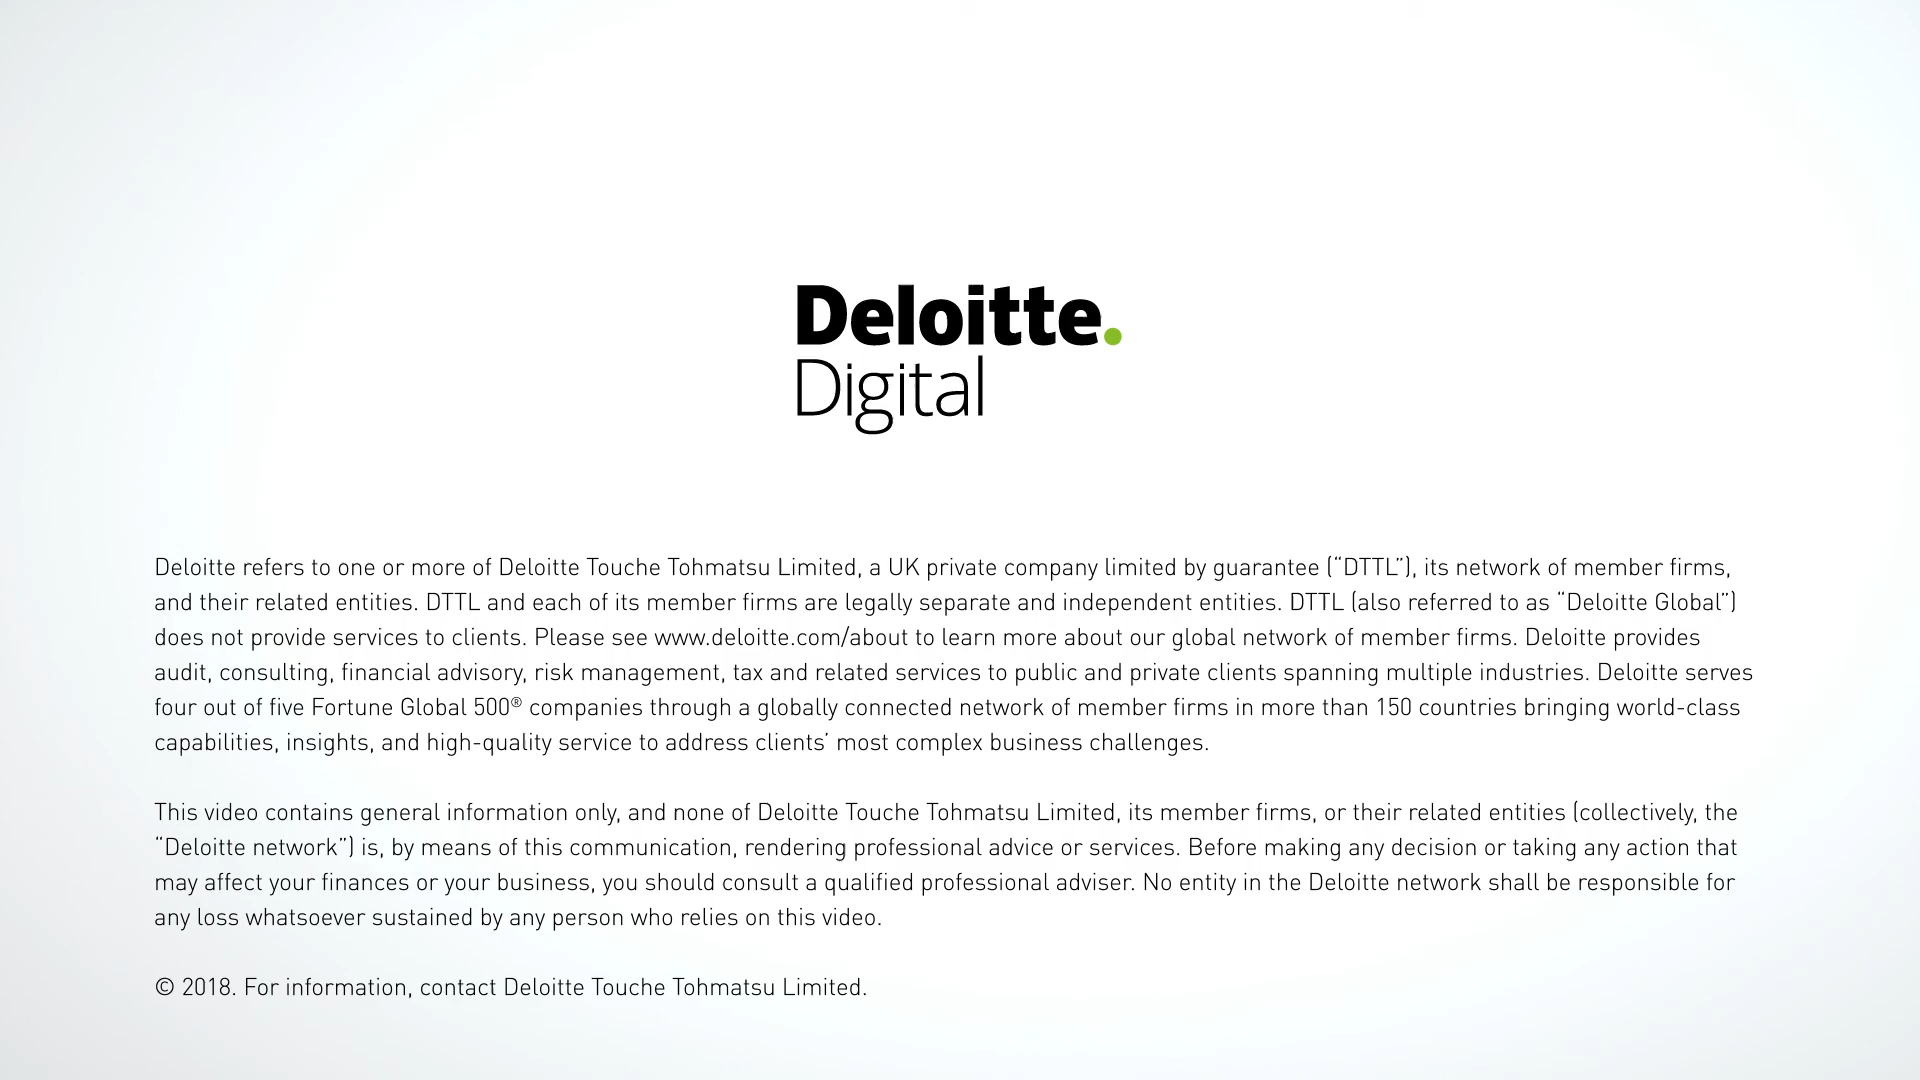 Deloitte.
Digital
Deloitte refers to one or more of Deloitte Touche Tohmatsu Limited, a UK private company limited by guarantee (“DTTL”), its network of member firms,
and their related entities. DTTL and each of its member firms are legally separate and independent entities. DTTL (also referred to as “Deloitte Global”)
does not provide services to clients. Please see www.deloitte.com/about to learn more about our global network of member firms. Deloitte provides
audit, consulting, financial advisory, risk management, tax and related services to public and private clients spanning multiple industries. Deloitte serves
four out of five Fortune Global 500® companies through a globally connected network of member firms in more than 150 countries bringing world-class
capabilities, insights, and high-quality service to address clients’ most complex business challenges.
This video contains general information only, and none of Deloitte Touche Tohmatsu Limited, its member firms, or their related entities (collectively, the
“Deloitte network”) is, by means of this communication, rendering professional advice or services. Before making any decision or taking any action that
may affect your finances or your business, you should consult a qualified professional adviser. No entity in the Deloitte network shall be responsible for
any loss whatsoever sustained by any person who relies on this video.
© 2018. For information, contact Deloitte Touche Tohmatsu Limited.